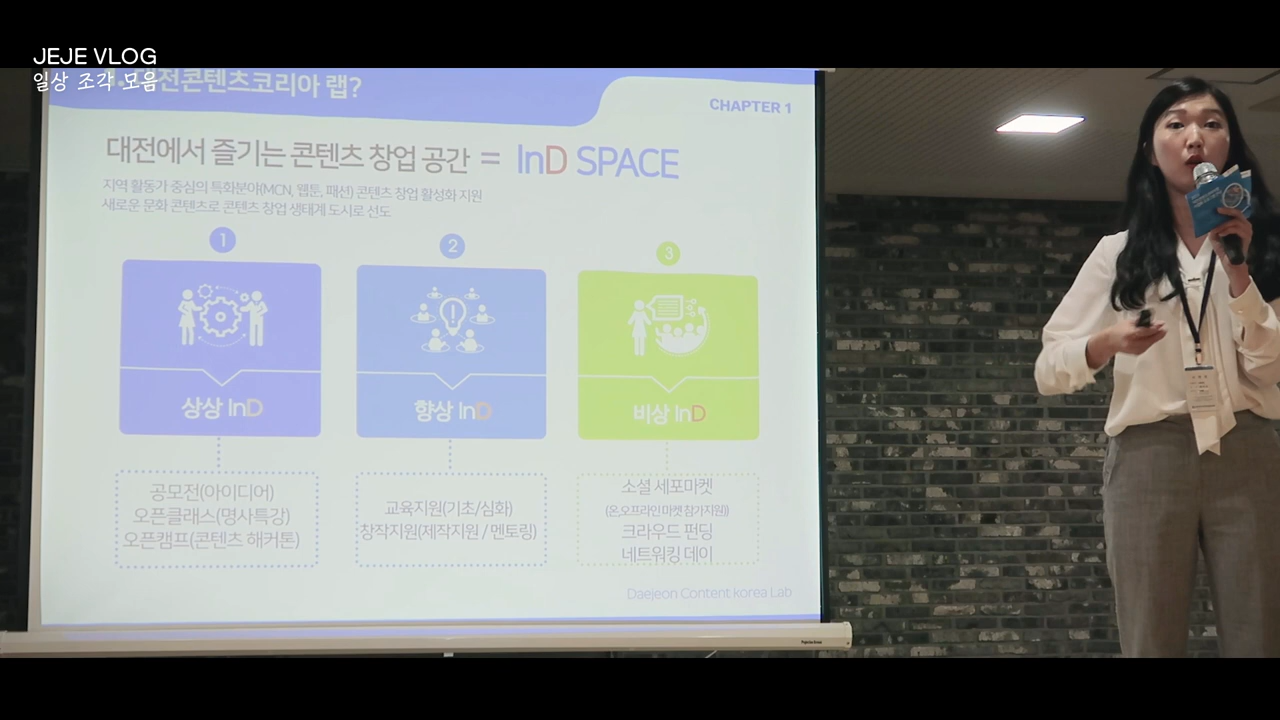 JEJE VLOG
일상 조각 모음
대전콘텐츠코리아 랩?
CHAPTER 1
대전에서 즐기는 콘텐츠 창업 공간 = InD SPACE
지역 활동가 중심의 특화분야(MCN, 웹툰, 패션) 콘텐츠 창업 활성화 지원
새로운 문화 콘텐츠로 콘텐츠 창업 생태계 도시로 선도
1
2
3
상상 InD
향상 InD
비상 InD
공모전(아이디어)
오픈클래스(명사특강)
오픈캠프(콘텐츠 해커톤)
교육지원(기초/심화)
창작지원(제작지원 / 멘토링)
소셜 세포마켓
(온,오프라인 마켓 참가지원)
크라우드 펀딩
네트워킹 데이
Daejeon Content korea Lab